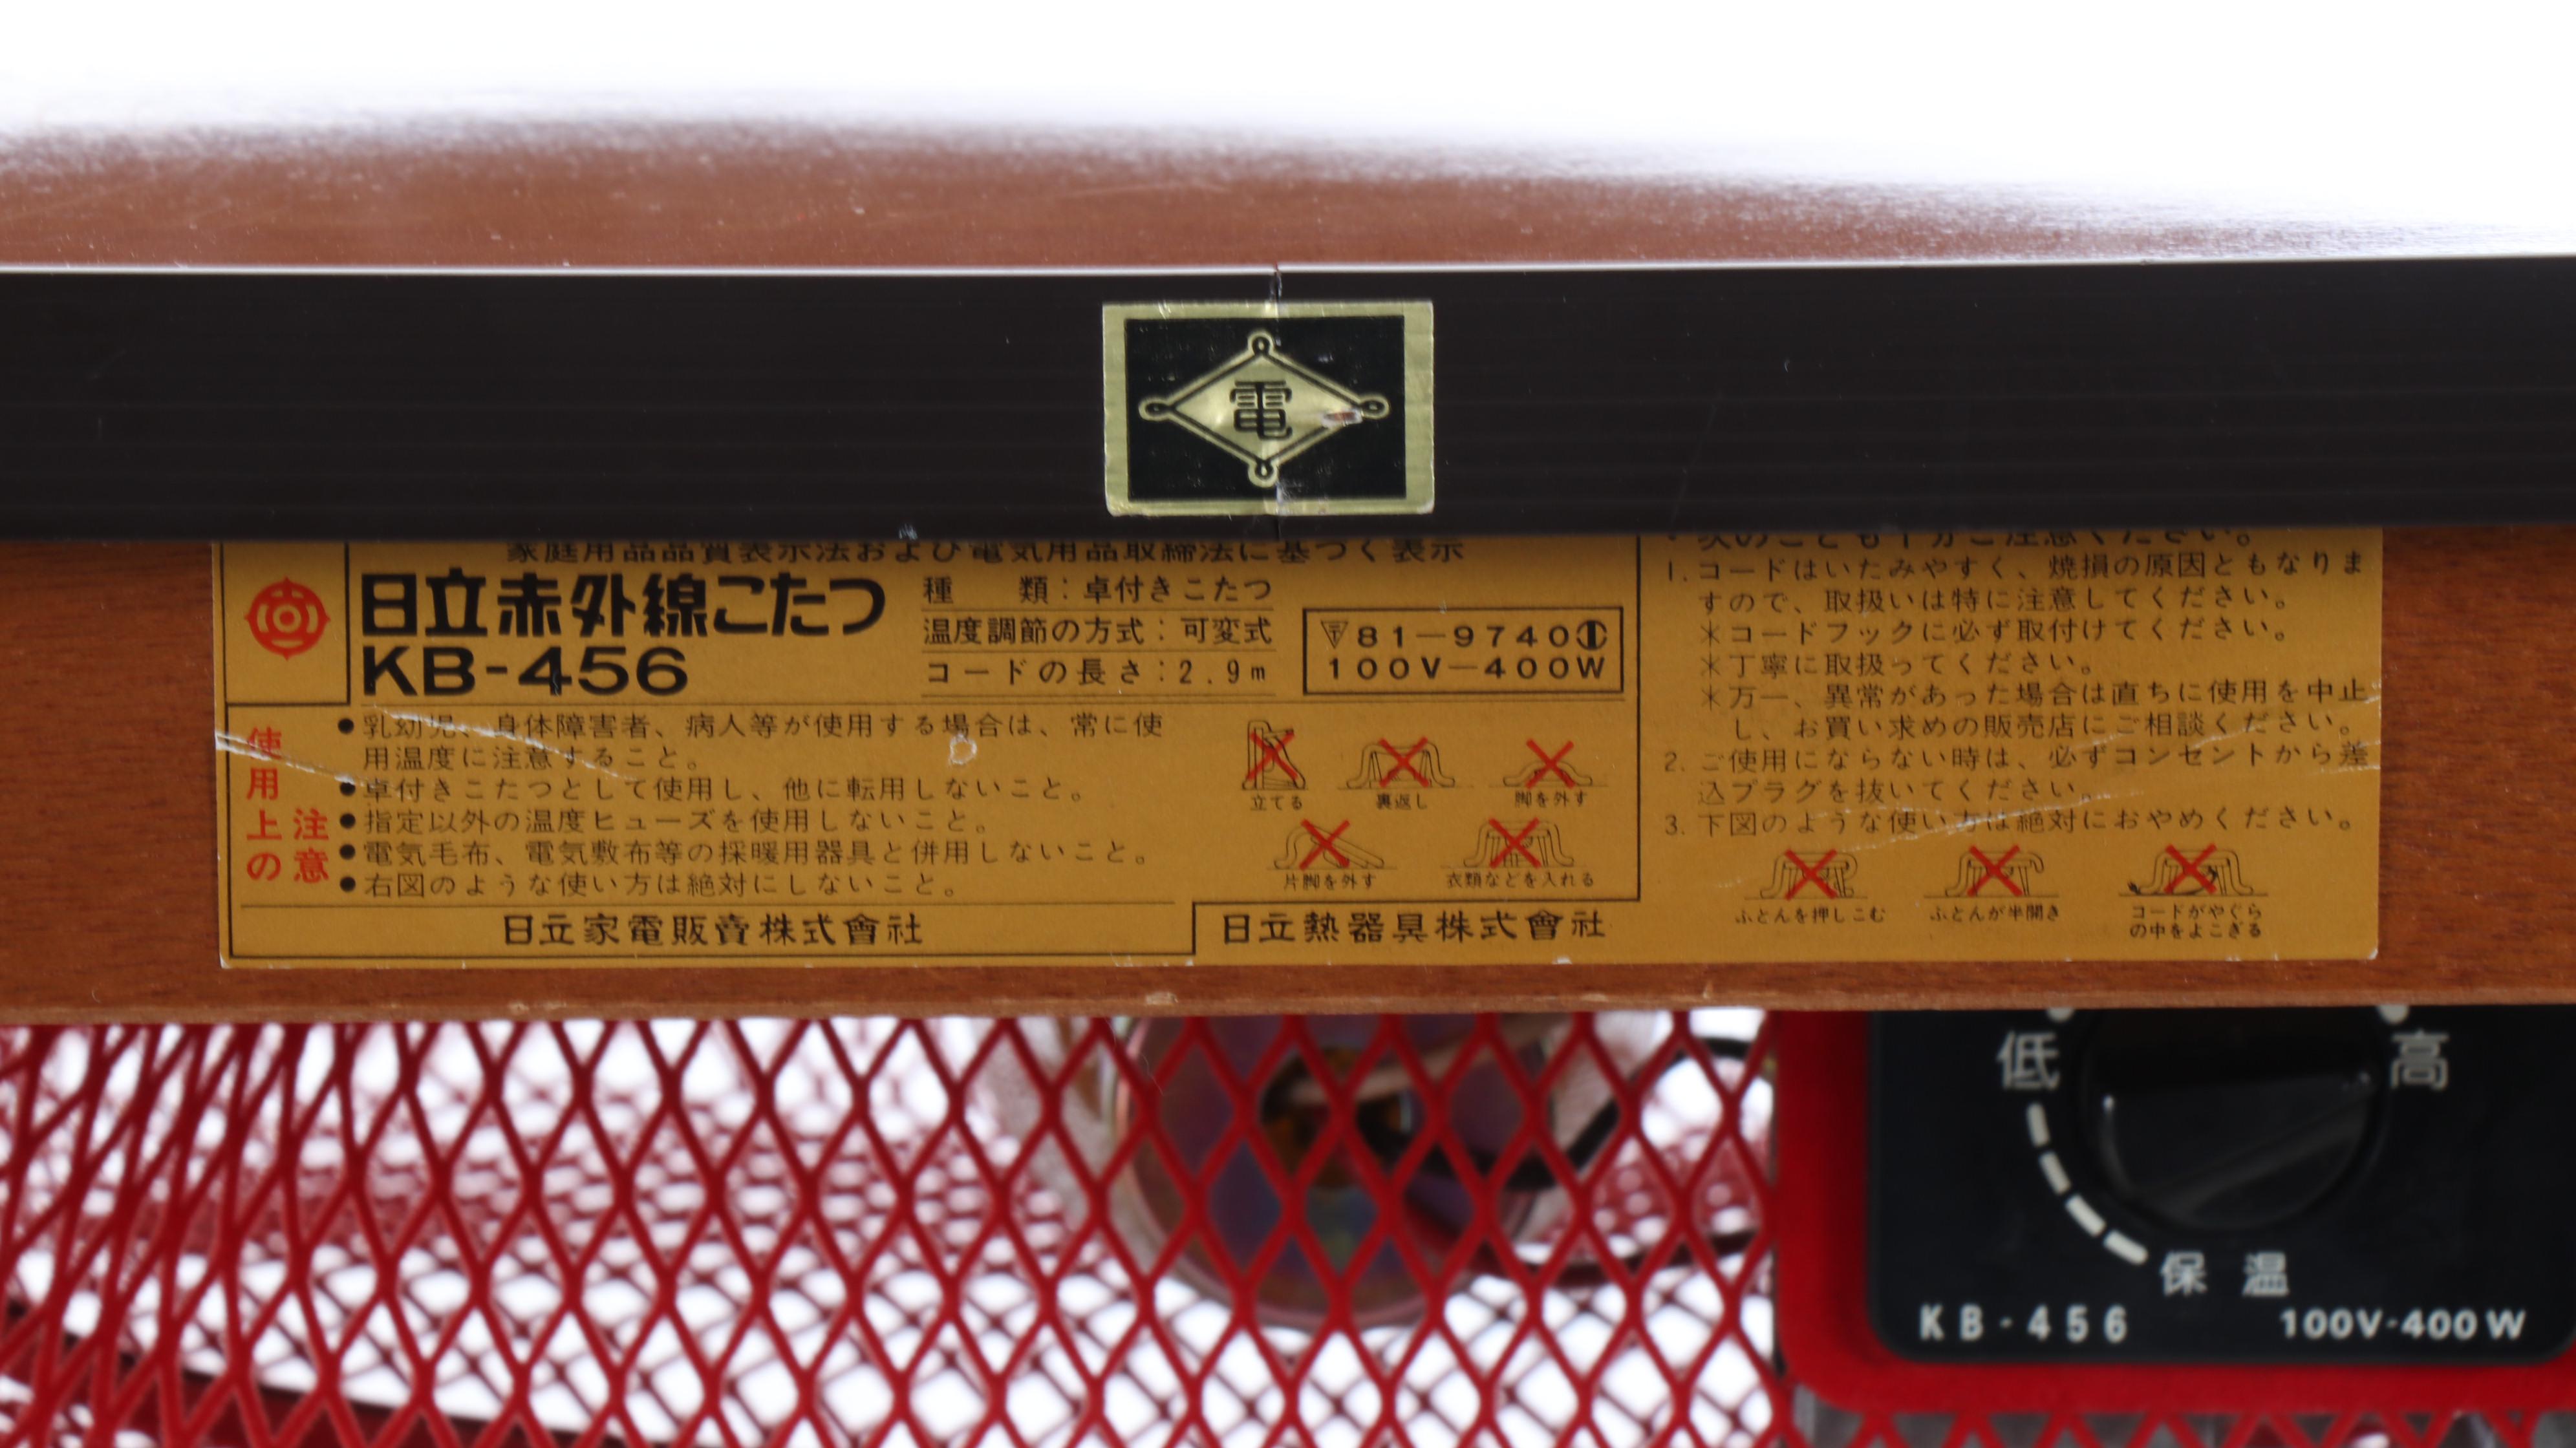 電
家庭用品品質表示法および電気用品取締法に基づく表示
日立赤外線こたつ
KB-456
種　類：卓付きこたつ
温度調節の方式：可変式
コードの長さ：2.9m
81-9740
100V-400W
使用上の注意
●乳幼児、身体障害者、病人等が使用する場合は、常に使
用温度に注意すること。
●卓付きこたつとして使用し、他に転用しないこと。
●指定以外の温度ヒューズを使用しないこと。
●電気毛布、電気敷布等の採暖用器具と併用しないこと。
●右図のような使い方は絶対にしないこと。
立てる
裏返し
脚を外す
片脚を外す
衣類などを入れる
日立家電販賣株式會社
日立熱器具株式會社
・次のことも十分ご注意ください。
1. コードはいたみやすく、焼損の原因ともなりま
すので、取扱いは特に注意してください。
＊コードフックに必ず取付けてください。
＊丁寧に取扱ってください。
＊万一、異常があった場合は直ちに使用を中止
し、お買い求めの販売店にご相談ください。
2. ご使用にならない時は、必ずコンセントから差
込プラグを抜いてください。
3. 下図のような使い方は絶対におやめください。
ふとんを押しこむ
ふとんが半開き
コードがやぐら
の中をよこぎる
低
高
保温
KB-456
100V-400W